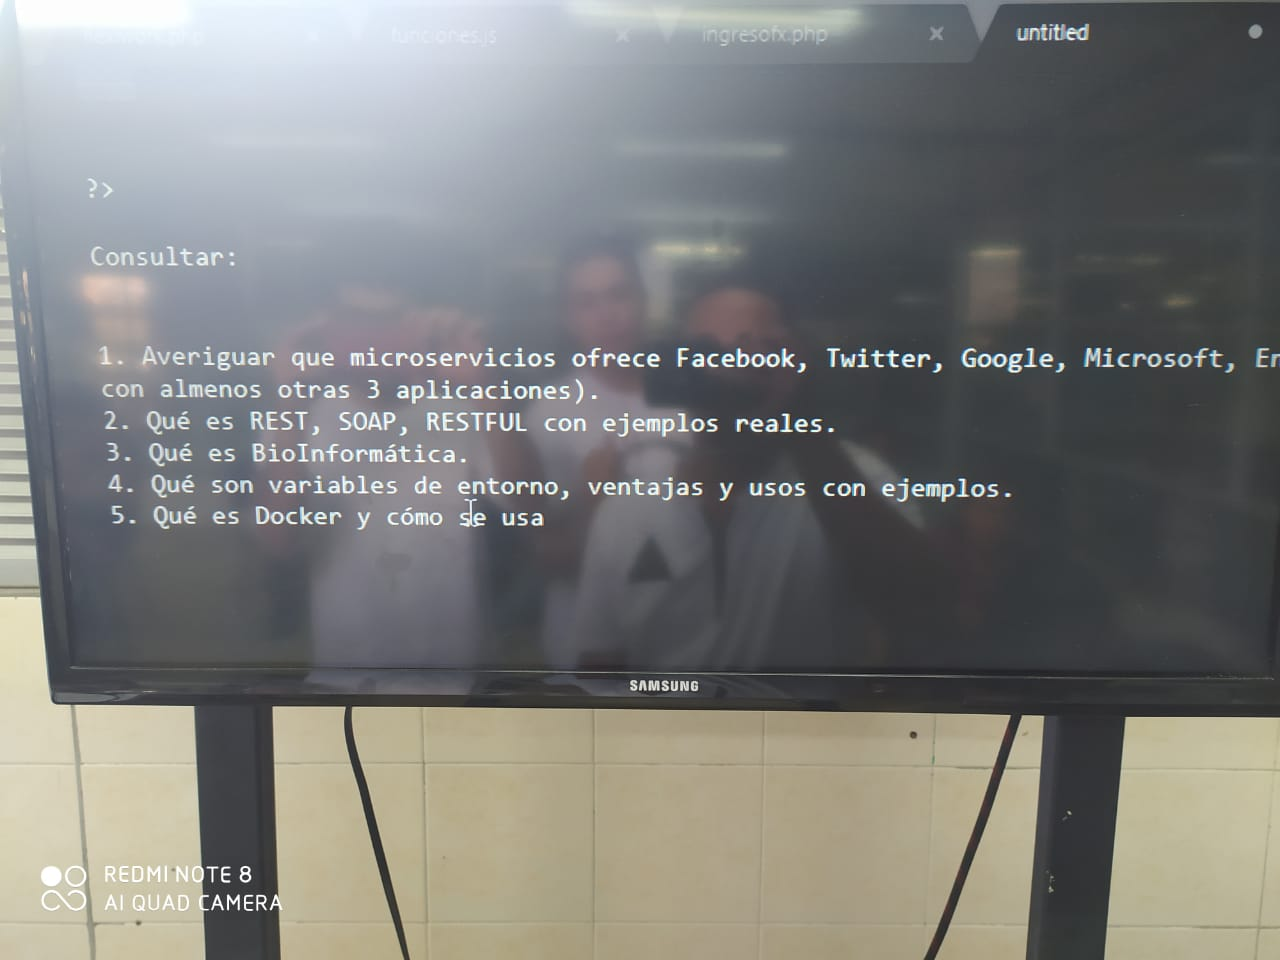 funciones.js
ingresofx.php
untitled
?>
Consultar:
1. Averiguar que microservicios ofrece Facebook, Twitter, Google, Microsoft, En
con almenos otras 3 aplicaciones).
2. Qué es REST, SOAP, RESTFUL con ejemplos reales.
3. Qué es BioInformática.
4. Qué son variables de entorno, ventajas y usos con ejemplos.
5. Qué es Docker y cómo se usa
SAMSUNG
REDMI NOTE 8
AI QUAD CAMERA